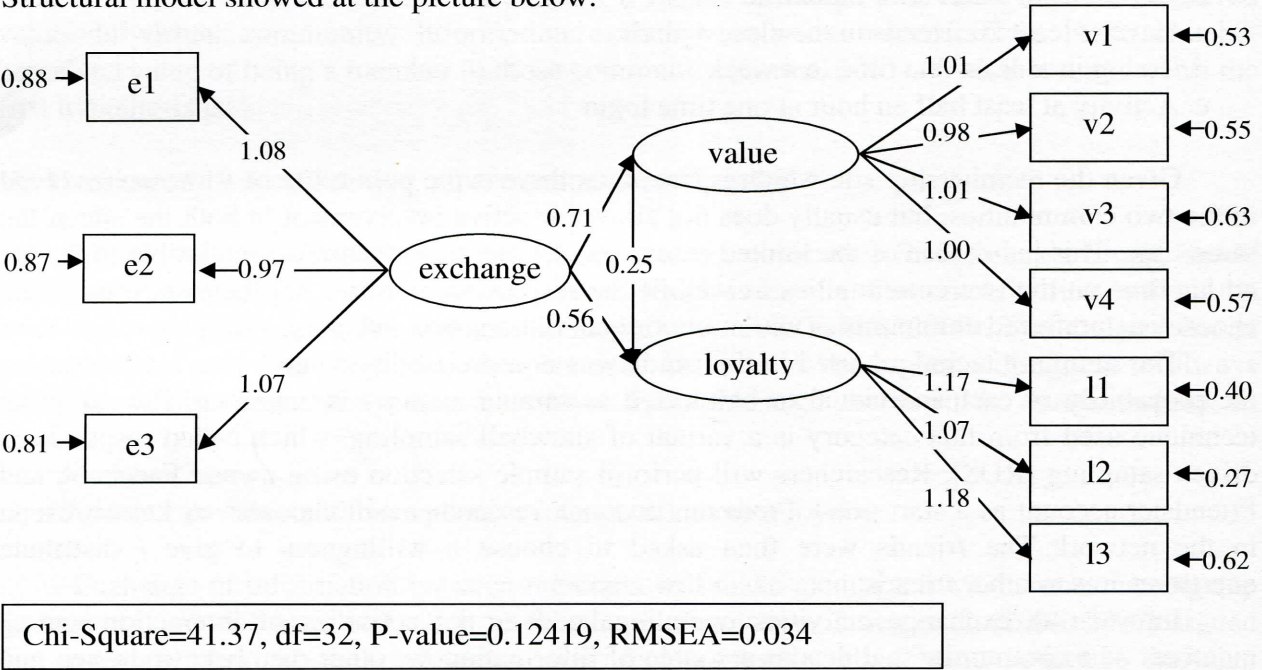 Structural model showed at the picture below.
0.88
e1
1.08
0.87
e2
0.97
0.81
e3
1.07
exchange
0.71
0.56
0.25
value
loyalty
1.01
v1
0.53
0.98
v2
0.55
1.01
v3
0.63
1.00
v4
0.57
1.17
l1
0.40
1.07
l2
0.27
1.18
l3
0.62
Chi-Square=41.37, df=32, P-value=0.12419, RMSEA=0.034